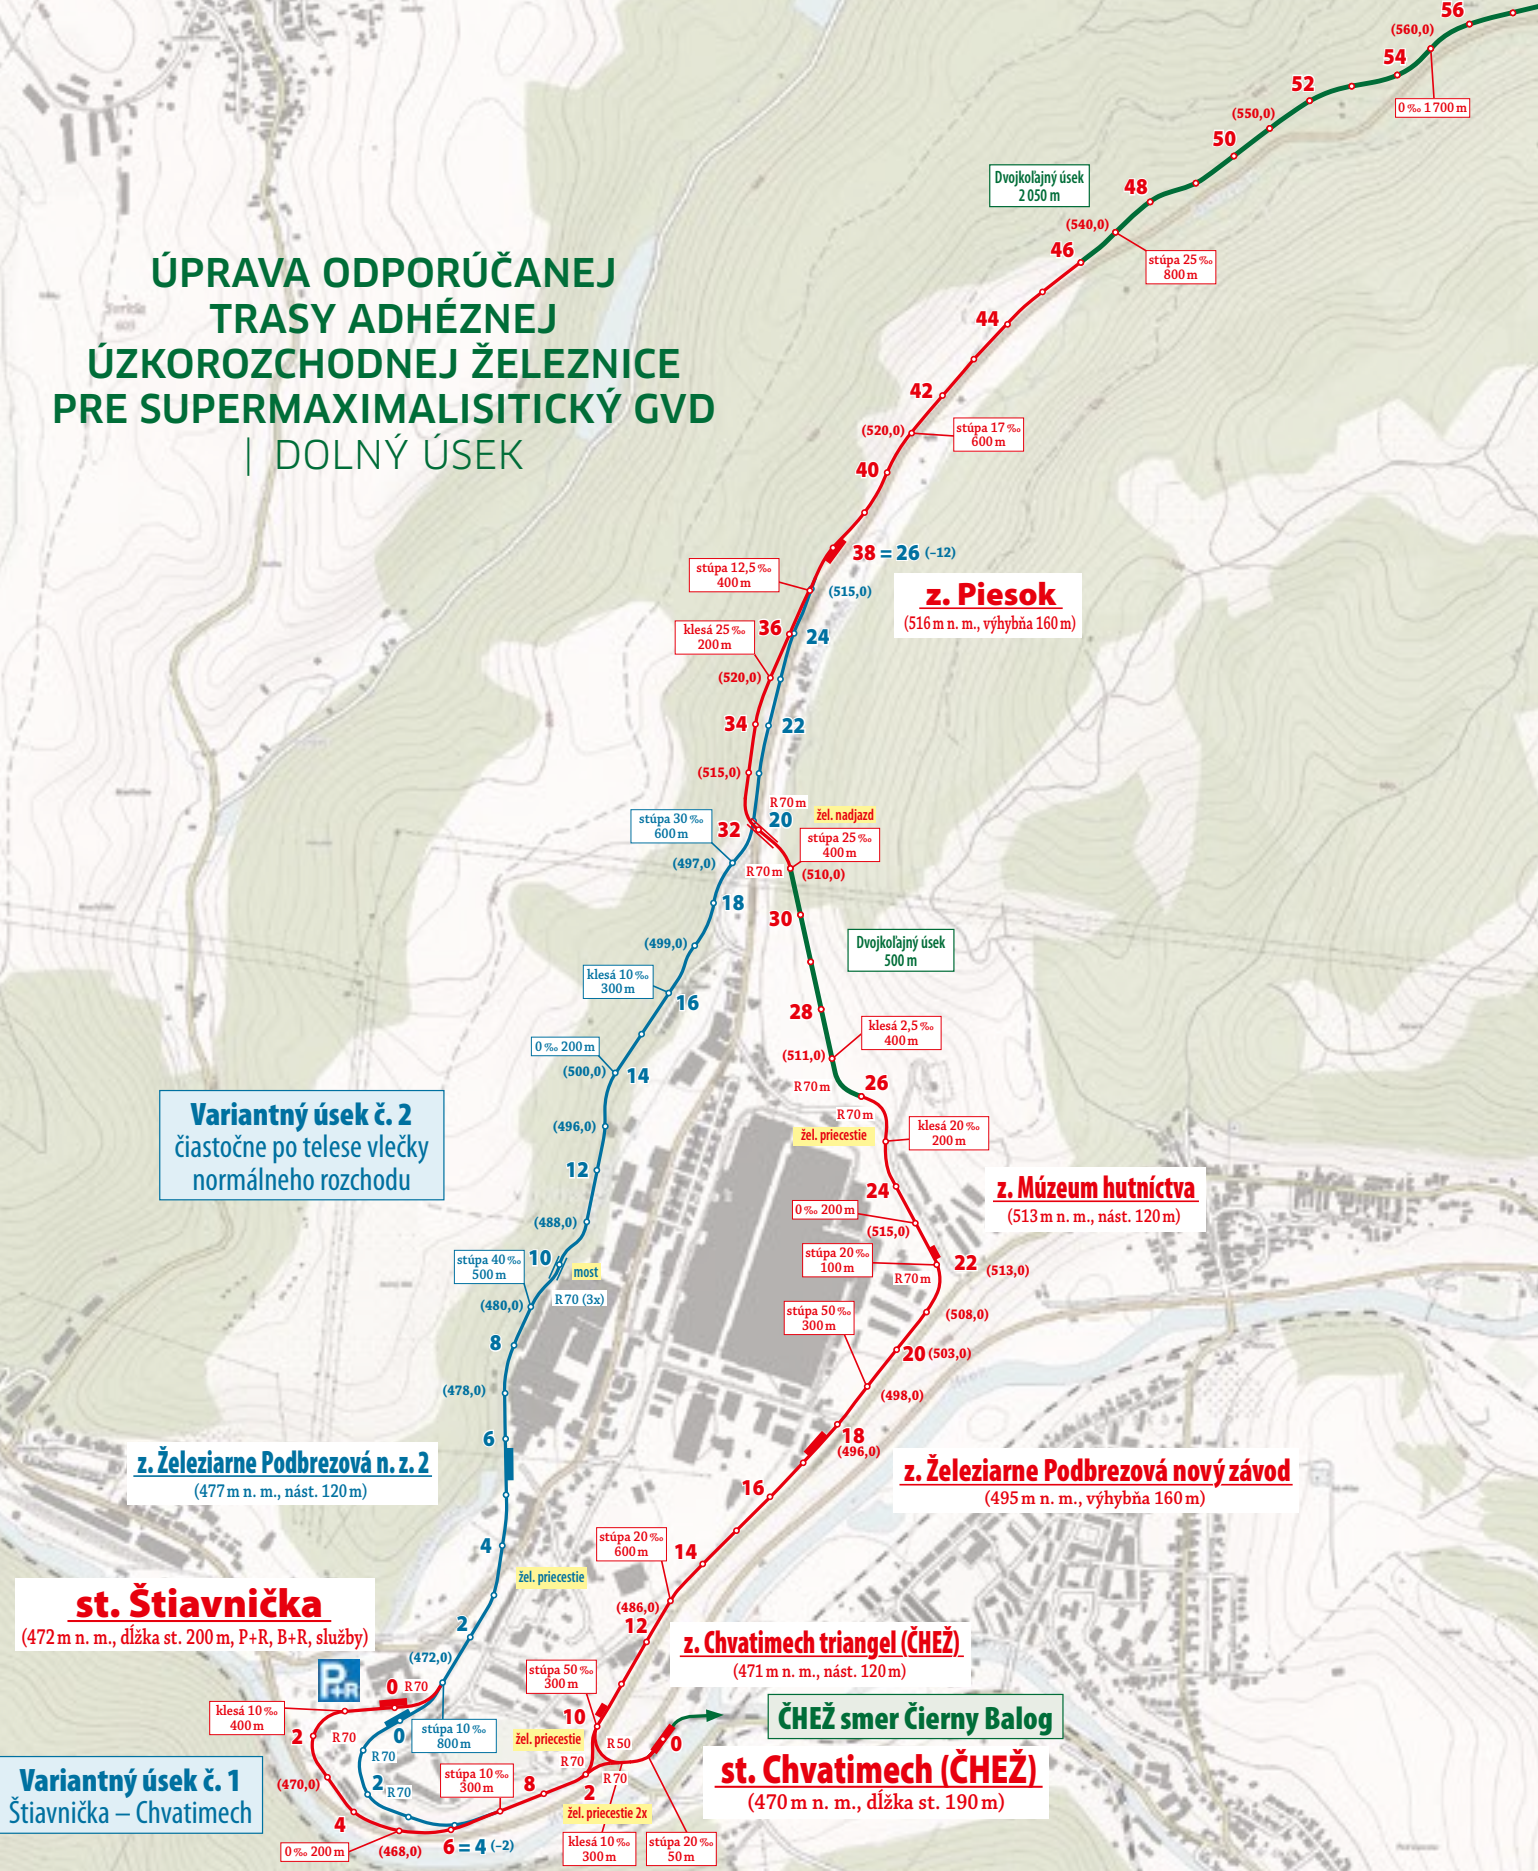 56
(560,0)
54
52
0 ‰ 1 700 m
(550,0)
50
Dvojkoľajný úsek
2 050 m
48
(540,0)
46
stúpa 25 ‰
800 m
ÚPRAVA ODPORÚČANEJ
TRASY ADHÉZNEJ
ÚZKOROZCHODNEJ ŽELEZNICE
PRE SUPERMAXIMALISITICKÝ GVD
| DOLNÝ ÚSEK
44
42
(520,0)
stúpa 17 ‰
600 m
40
38 = 26 (–12)
stúpa 12,5 ‰
400 m
(515,0)
z. Piesok
(516 m n. m., výhybňa 160 m)
klesá 25 ‰
200 m
36
24
(520,0)
34
22
(515,0)
R 70 m
stúpa 30 ‰
600 m
32
20
žel. nadjazd
stúpa 25 ‰
400 m
(497,0)
R 70 m
(510,0)
18
30
(499,0)
Dvojkoľajný úsek
500 m
klesá 10 ‰
300 m
16
28
klesá 2,5 ‰
400 m
0 ‰ 200 m
(511,0)
(500,0)
14
R 70 m
26
R 70 m
Variantný úsek č. 2
čiastočne po telese vlečky
normálneho rozchodu
(496,0)
žel. priecestie
klesá 20 ‰
200 m
12
24
z. Múzeum hutníctva
(513 m n. m., nást. 120 m)
0 ‰ 200 m
(488,0)
(515,0)
stúpa 40 ‰
500 m
10
most
stúpa 20 ‰
100 m
22
(513,0)
R 70 m
(480,0)
R 70 (3x)
stúpa 50 ‰
300 m
(508,0)
8
20 (503,0)
(478,0)
(498,0)
6
18
(496,0)
z. Železiarne Podbrezová n. z. 2
(477 m n. m., nást. 120 m)
z. Železiarne Podbrezová nový závod
(495 m n. m., výhybňa 160 m)
16
4
stúpa 20 ‰
600 m
14
žel. priecestie
st. Štiavnička
(472 m n. m., dĺžka st. 200 m, P+R, B+R, služby)
(486,0)
2
12
z. Chvatimech triangel (ČHEŽ)
(471 m n. m., nást. 120 m)
(472,0)
P+R
0
R 70
stúpa 50 ‰
300 m
klesá 10 ‰
400 m
10
ČHEŽ smer Čierny Balog
2
R 70
0
stúpa 10 ‰
800 m
žel. priecestie
R 50
0
R 70
R 70
R 70
st. Chvatimech (ČHEŽ)
(470 m n. m., dĺžka st. 190 m)
Variantný úsek č. 1
Štiavnička – Chvatimech
(470,0)
2
R 70
stúpa 10 ‰
300 m
8
2
žel. priecestie 2x
4
0 ‰ 200 m
(468,0)
6 = 4 (–2)
klesá 10 ‰
300 m
stúpa 20 ‰
50 m